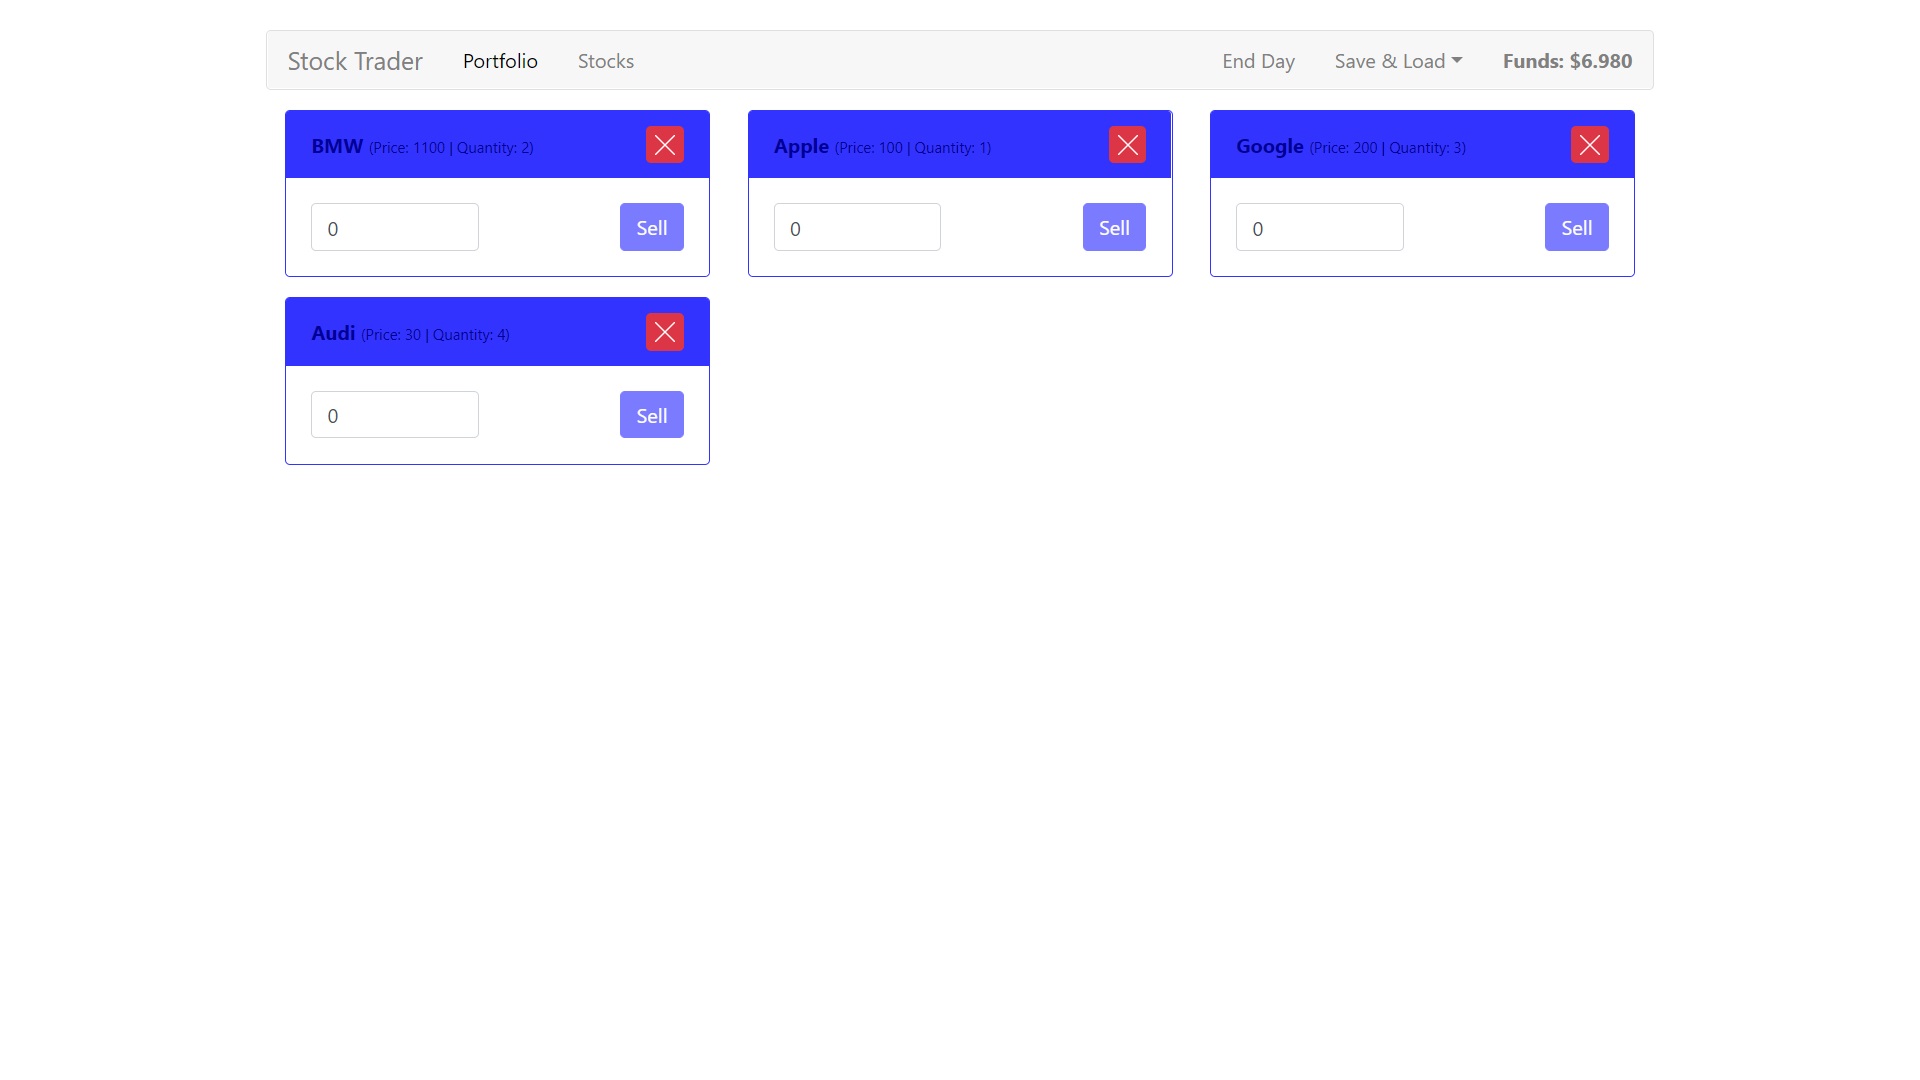 Stock Trader Portfolio Stocks End Day Save & Load Funds: $6.980
BMW (Price: 1100 | Quantity: 2)
0 Sell
Apple (Price: 100 | Quantity: 1)
0 Sell
Google (Price: 200 | Quantity: 3)
0 Sell
Audi (Price: 30 | Quantity: 4)
0 Sell